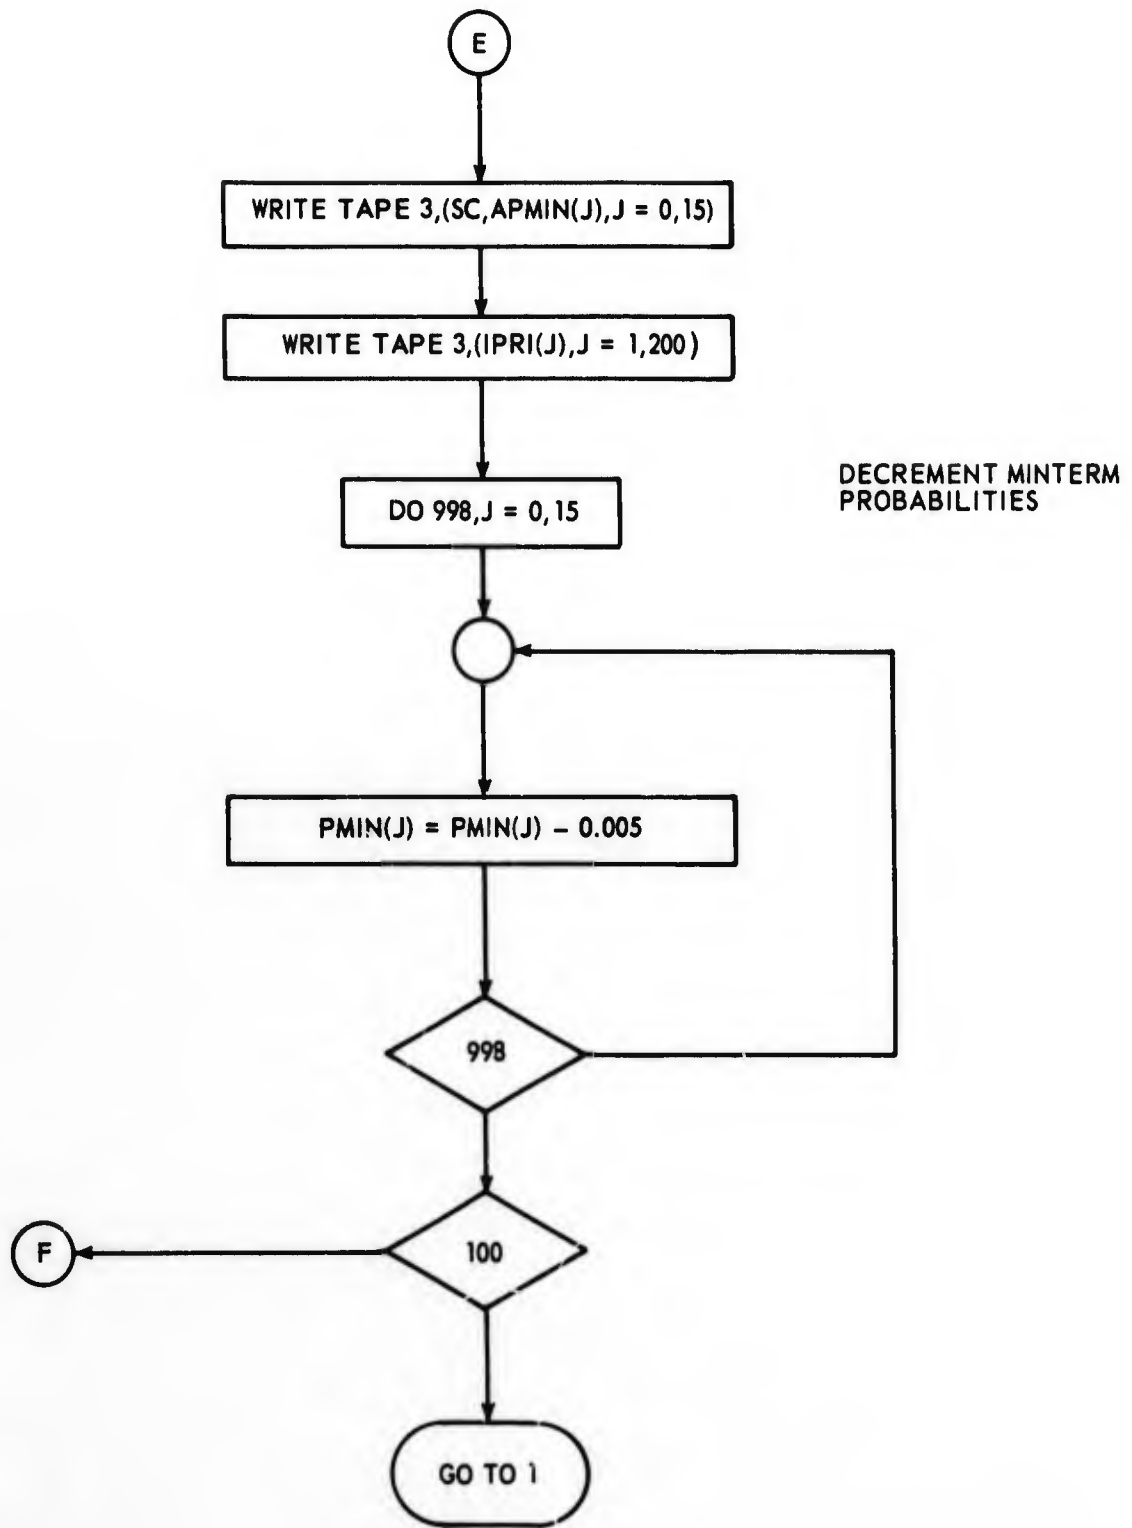 E
WRITE TAPE 3,(SC,APMIN(J),J = 0,15)
WRITE TAPE 3,(IPRI(J),J = 1,200)
DECREMENT MINTERM
PROBABILITIES
DO 998,J = 0,15
PMIN(J) = PMIN(J) – 0.005
998
100
F
GO TO 1